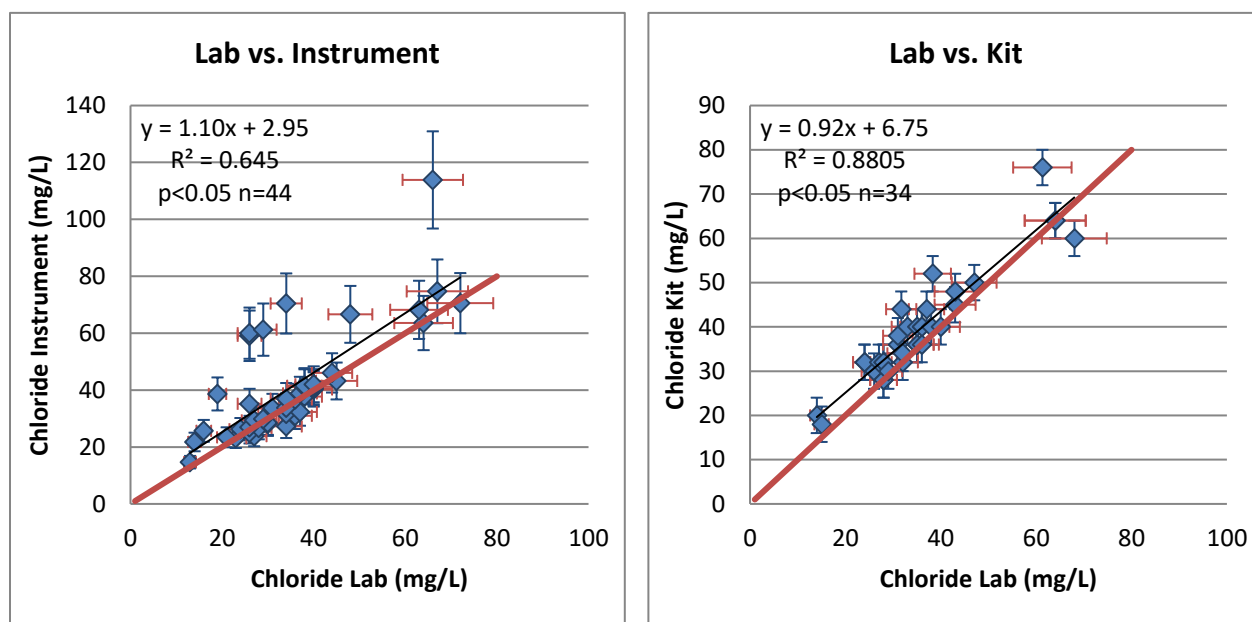 Lab vs. Instrument
140
120
100
80
60
40
20
0
y = 1.10x + 2.95
R² = 0.645
p<0.05 n=44
Chloride Instrument (mg/L)
0 20 40 60 80 100
Chloride Lab (mg/L)
Lab vs. Kit
90
80
70
60
50
40
30
20
10
0
y = 0.92x + 6.75
R² = 0.8805
p<0.05 n=34
Chloride Kit (mg/L)
0 20 40 60 80 100
Chloride Lab (mg/L)